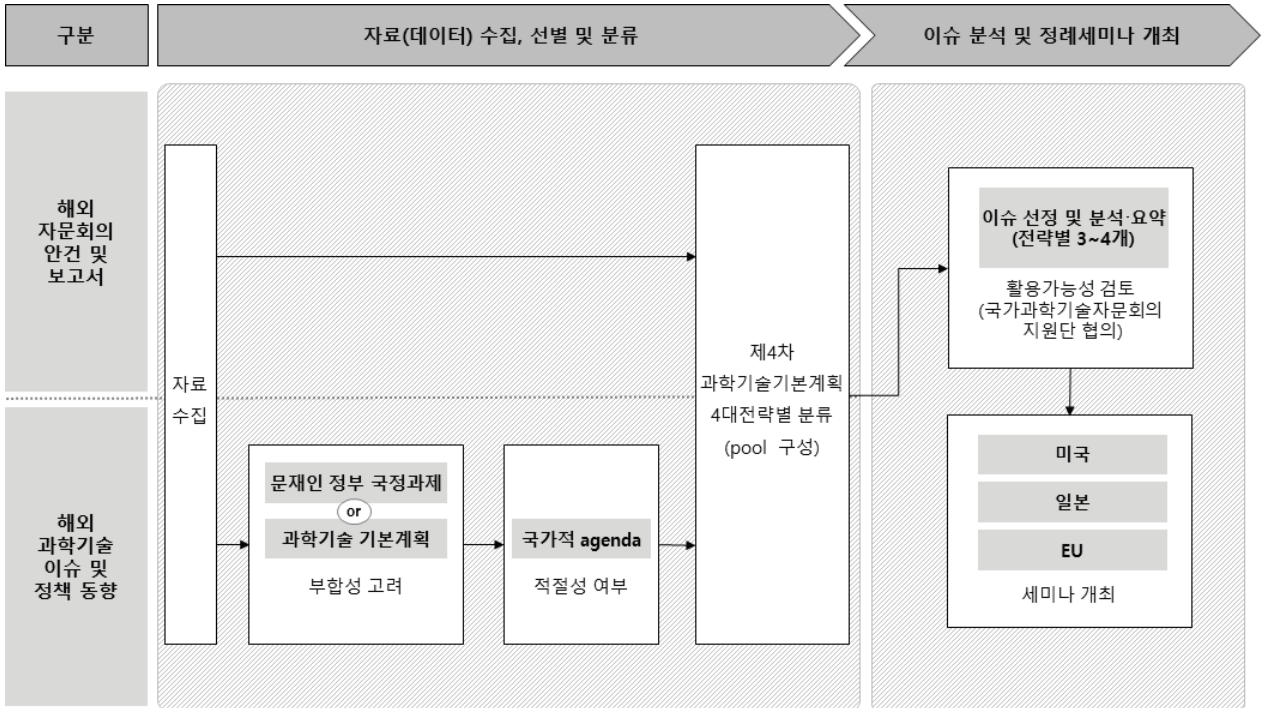 구분
자료(데이터) 수집, 선별 및 분류
이슈 분석 및 정례세미나 개최
해외
자문회의
안건 및
보고서
해외
과학기술
이슈 및
정책 동향
자료
수집
문재인 정부 국정과제
or
과학기술 기본계획
부합성 고려
국가적 agenda
적절성 여부
제4차
과학기술기본계획
4대전략별 분류
(pool 구성)
이슈 선정 및 분석·요약
(전략별 3~4개)
활용가능성 검토
(국가과학기술자문회의
지원단 협의)
미국
일본
EU
세미나 개최